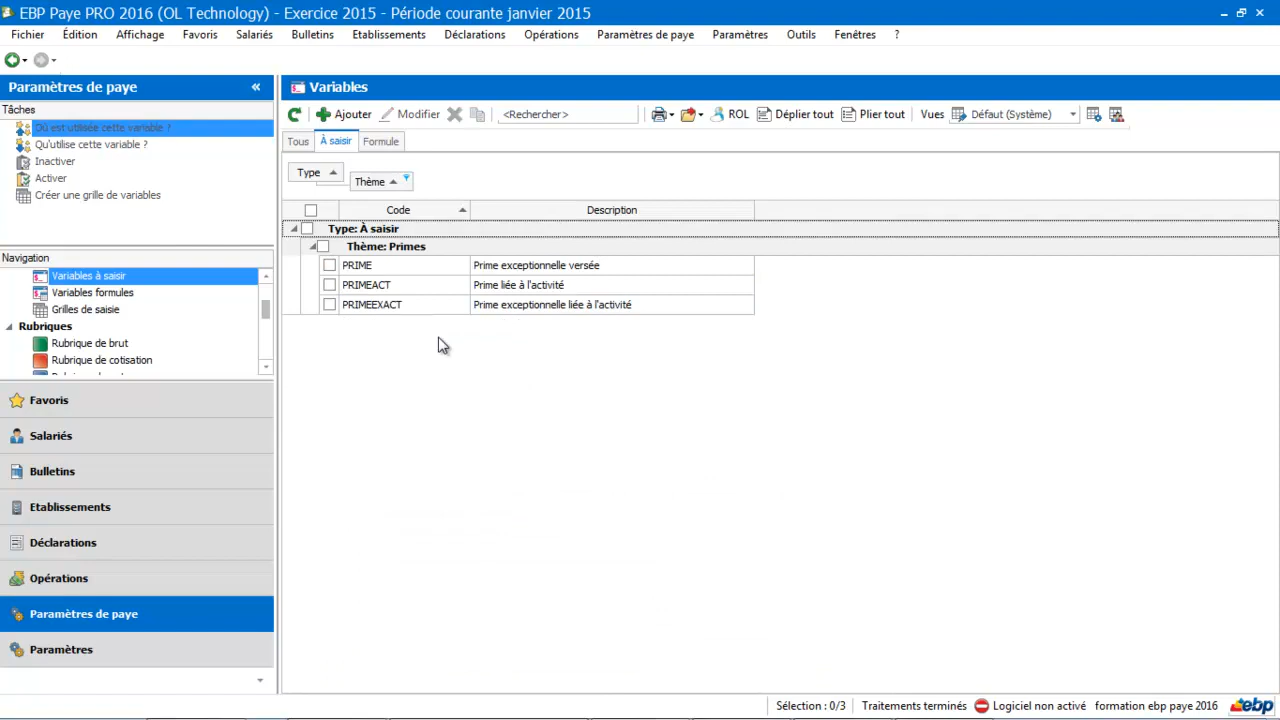 EBP Paye PRO 2016 (OL Technology) - Exercice 2015 - Période courante janvier 2015
Fichier Édition Affichage Favoris Salariés Bulletins Etablissements Déclarations Opérations Paramètres de paye Paramètres Outils Fenêtres ?
Paramètres de paye «
Tâches
Où est utilisée cette variable ?
Qu'utilise cette variable ?
Inactiver
Activer
Créer une grille de variables
Navigation
Variables à saisir
Variables formules
Grilles de saisie
Rubriques
Rubrique de brut
Rubrique de cotisation
Favoris
Salariés
Bulletins
Etablissements
Déclarations
Opérations
Paramètres de paye
Paramètres
Variables
Ajouter Modifier <Rechercher> ROL Déplier tout Plier tout Vues Défaut (Système)
Tous À saisir Formule
Type
Thème
Code Description
Type: À saisir
Thème: Primes
PRIME Prime exceptionnelle versée
PRIMEACT Prime liée à l'activité
PRIMEEXACT Prime exceptionnelle liée à l'activité
Sélection : 0/3 Traitements terminés Logiciel non activé formation ebp paye 2016 ebp